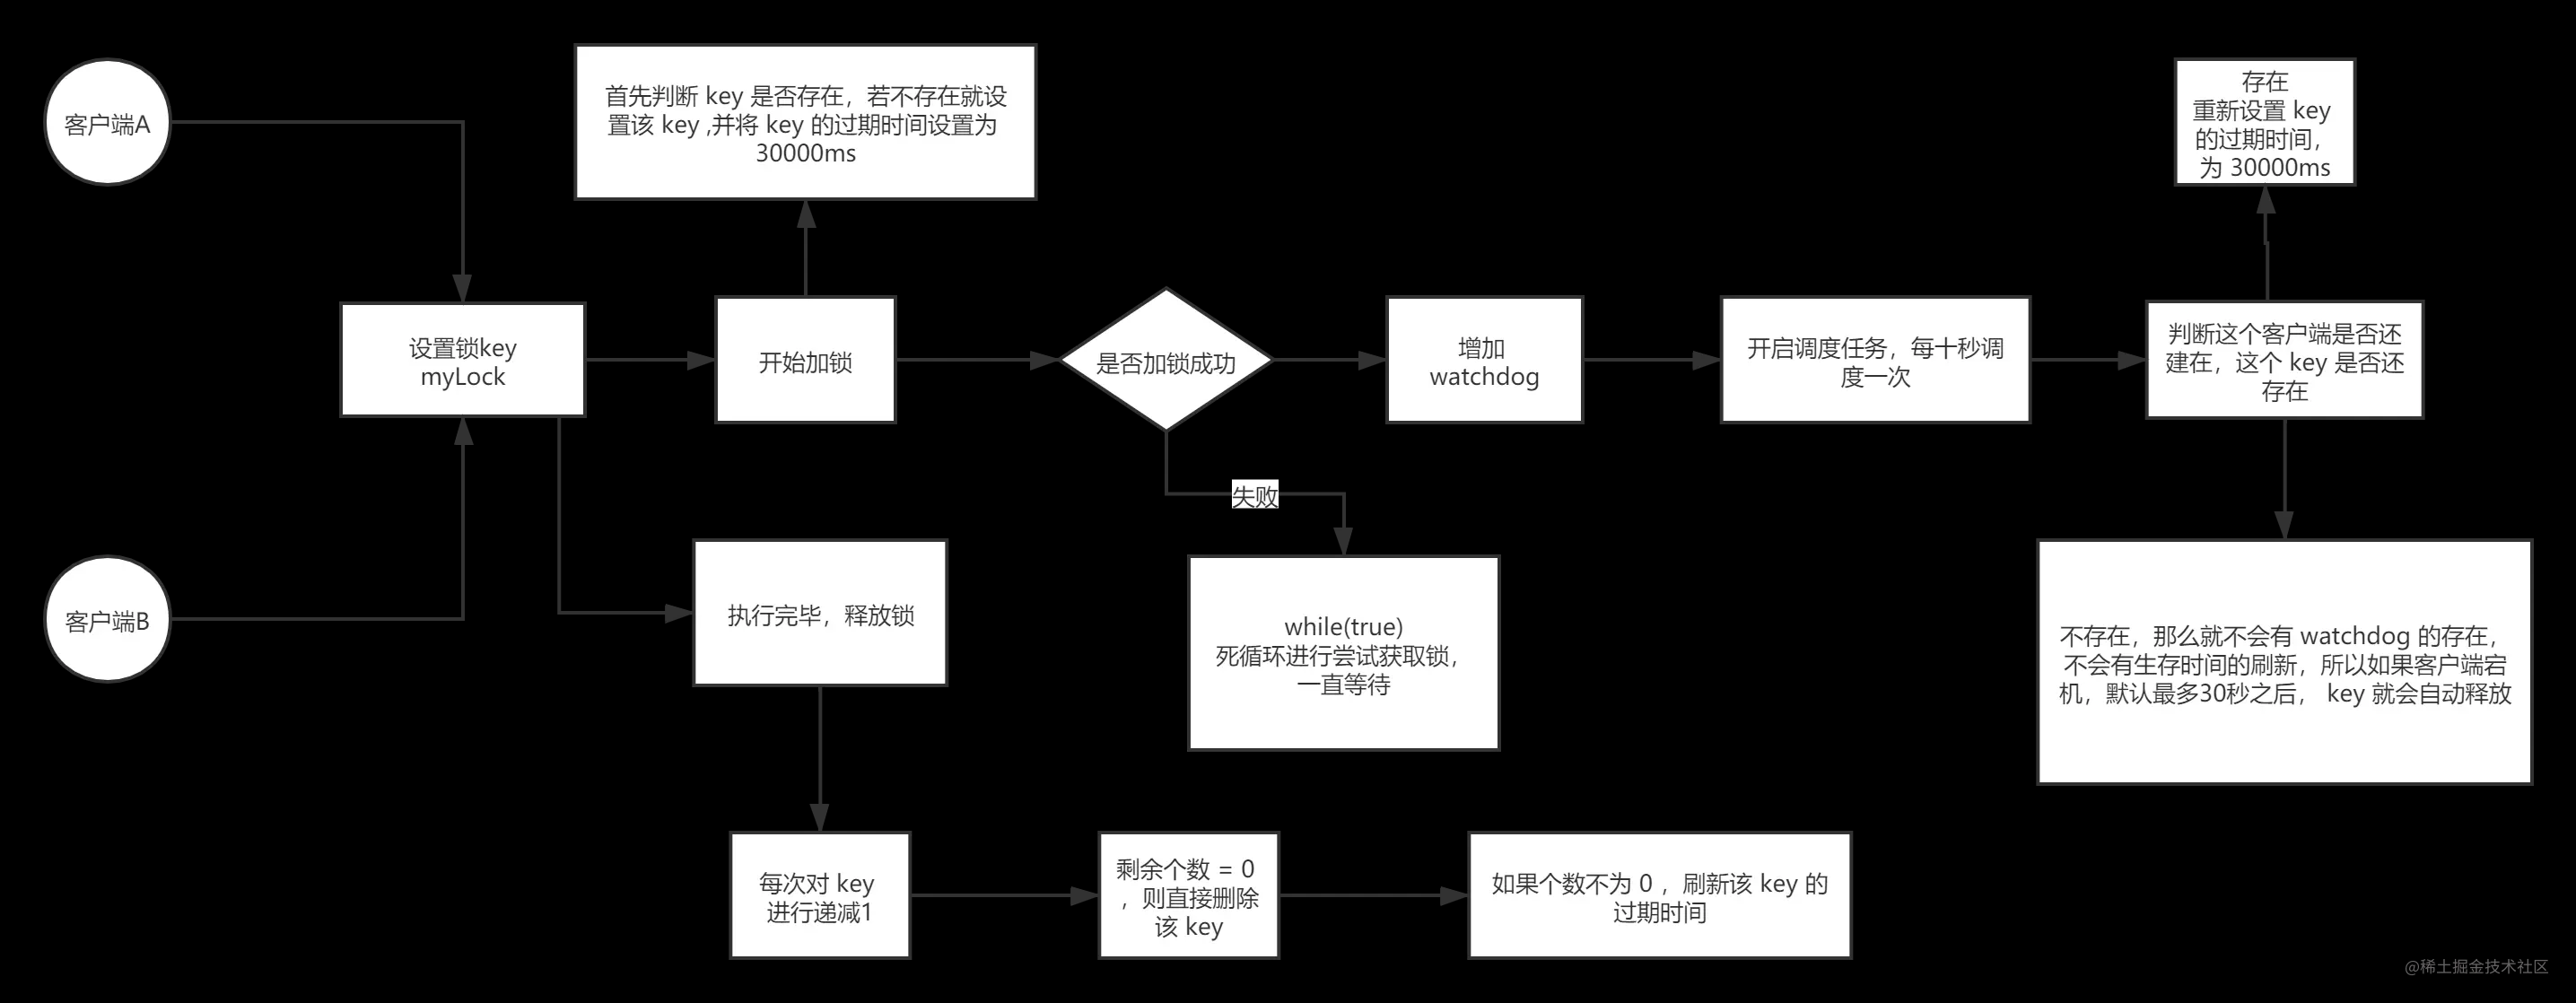 客户端A
首先判断 key 是否存在，若不存在就设
置该 key ,并将 key 的过期时间设置为
30000ms
存在
重新设置 key
的过期时间，
为 30000ms
设置锁key
myLock
开始加锁
是否加锁成功
增加
watchdog
开启调度任务，每十秒调
度一次
判断这个客户端是否还
建在，这个 key 是否还
存在
失败
客户端B
执行完毕，释放锁
while(true)
死循环进行尝试获取锁，
一直等待
不存在，那么就不会有 watchdog 的存在，
不会有生存时间的刷新，所以如果客户端宕
机，默认最多30秒之后， key 就会自动释放
每次对 key
进行递减1
剩余个数 = 0
，则直接删除
该 key
如果个数不为 0 ，刷新该 key 的
过期时间
@稀土掘金技术社区